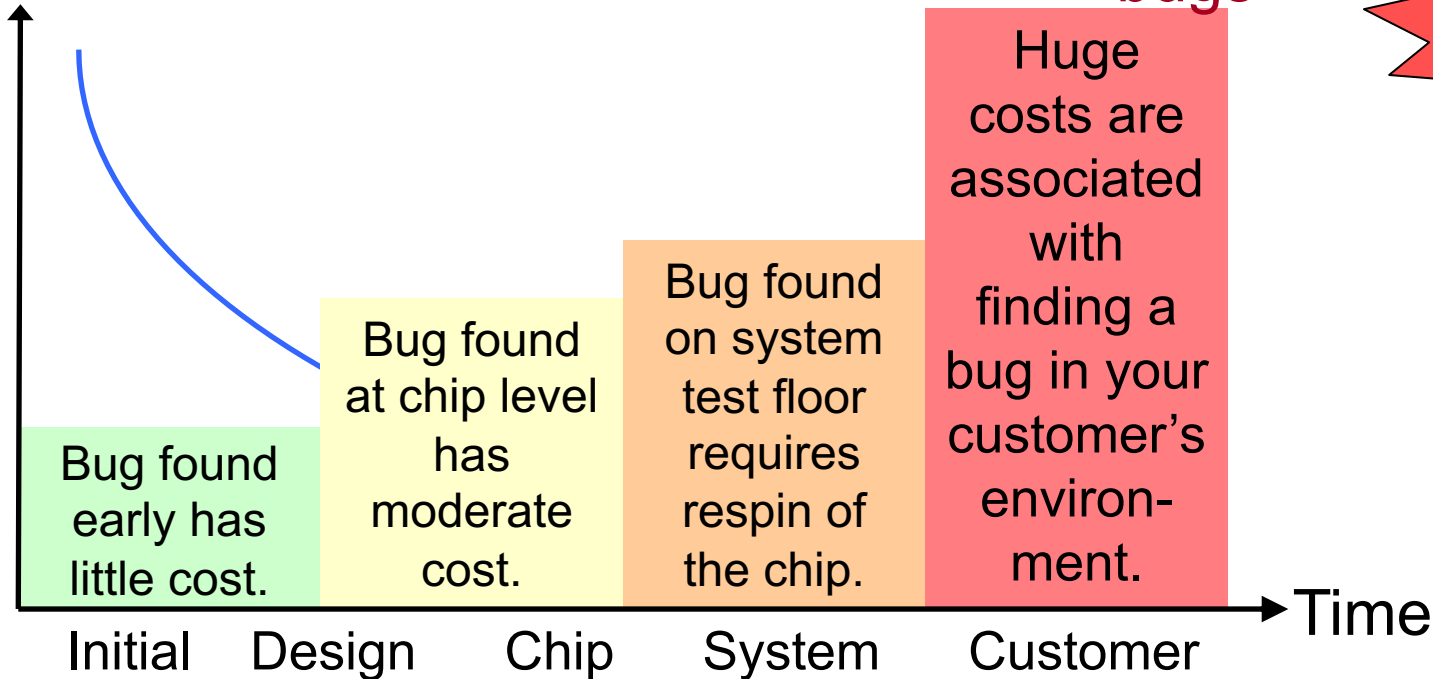 bugs
Huge
costs are
associated
with
finding a
bug in your
customer’s
environ-
ment.
Bug found
on system
test floor
requires
respin of
the chip.
Bug found
at chip level
has
moderate
cost.
Bug found
early has
little cost.
Time
Initial Design Chip System Customer